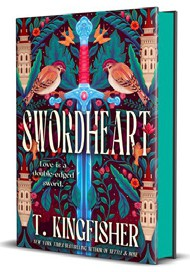 SWORDHEART
Love is a
double-edged
sword.
T. KINGFISHER
NEW YORK TIMES BESTSELLING AUTHOR OF NETTLE & BONE